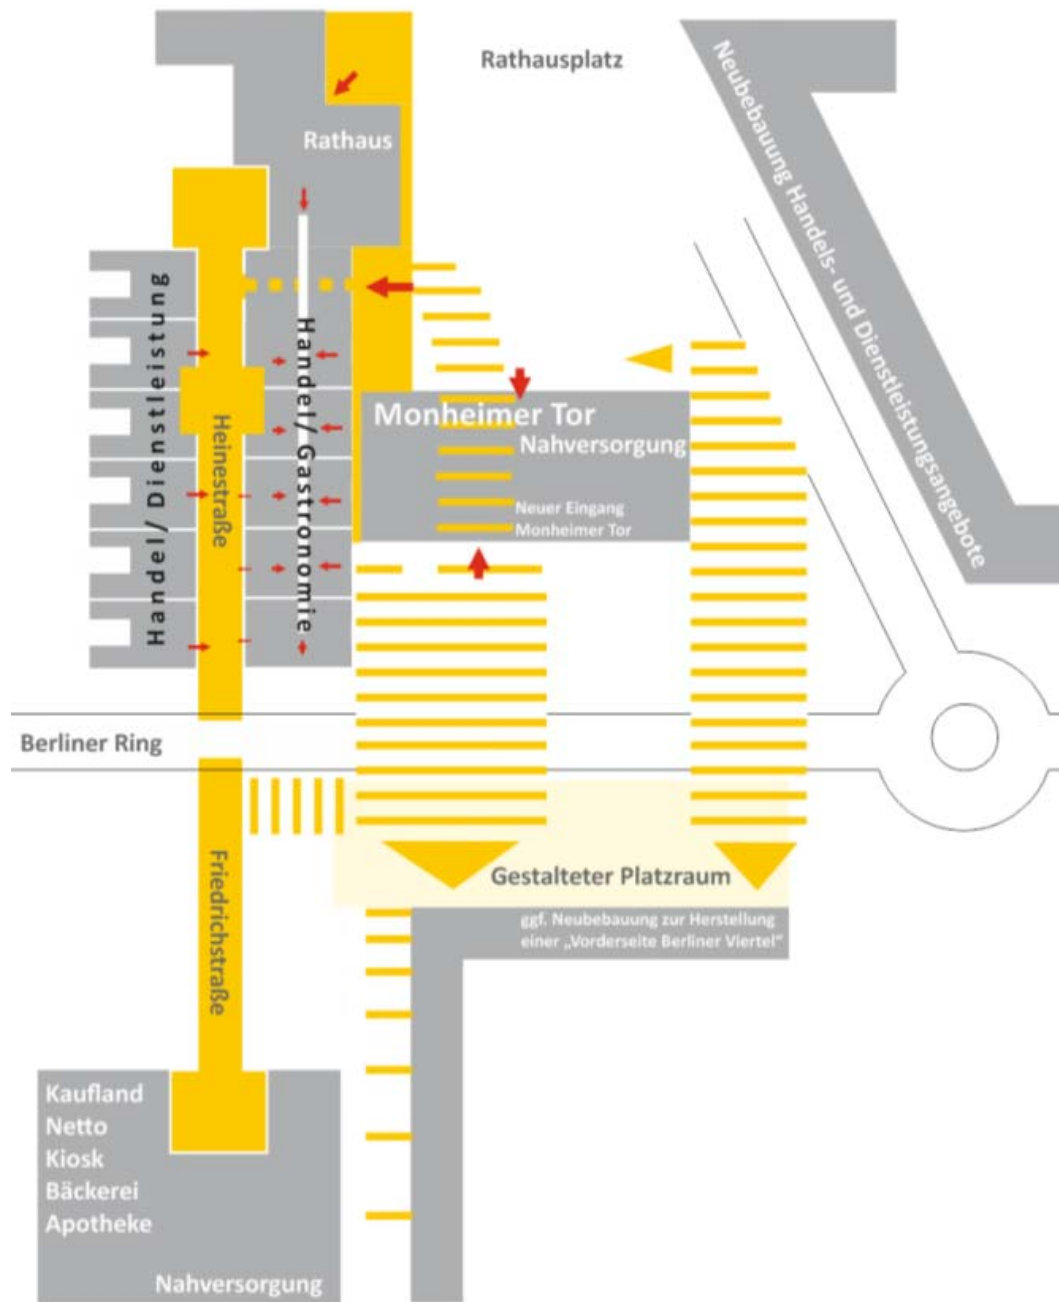 Rathausplatz
Neubebauung Handels- und Dienstleistungsangebote
Rathaus
Handel/Dienstleistung
Heinestraße
Handel/Gastronomie
Monheimer Tor
Nahversorgung
Neuer Eingang
Monheimer Tor
Berliner Ring
Friedrichstraße
Gestalteter Platzraum
ggf. Neubebauung zur Herstellung
einer „Vorderseite Berliner Viertel“
Kaufland
Netto
Kiosk
Bäckerei
Apotheke
Nahversorgung